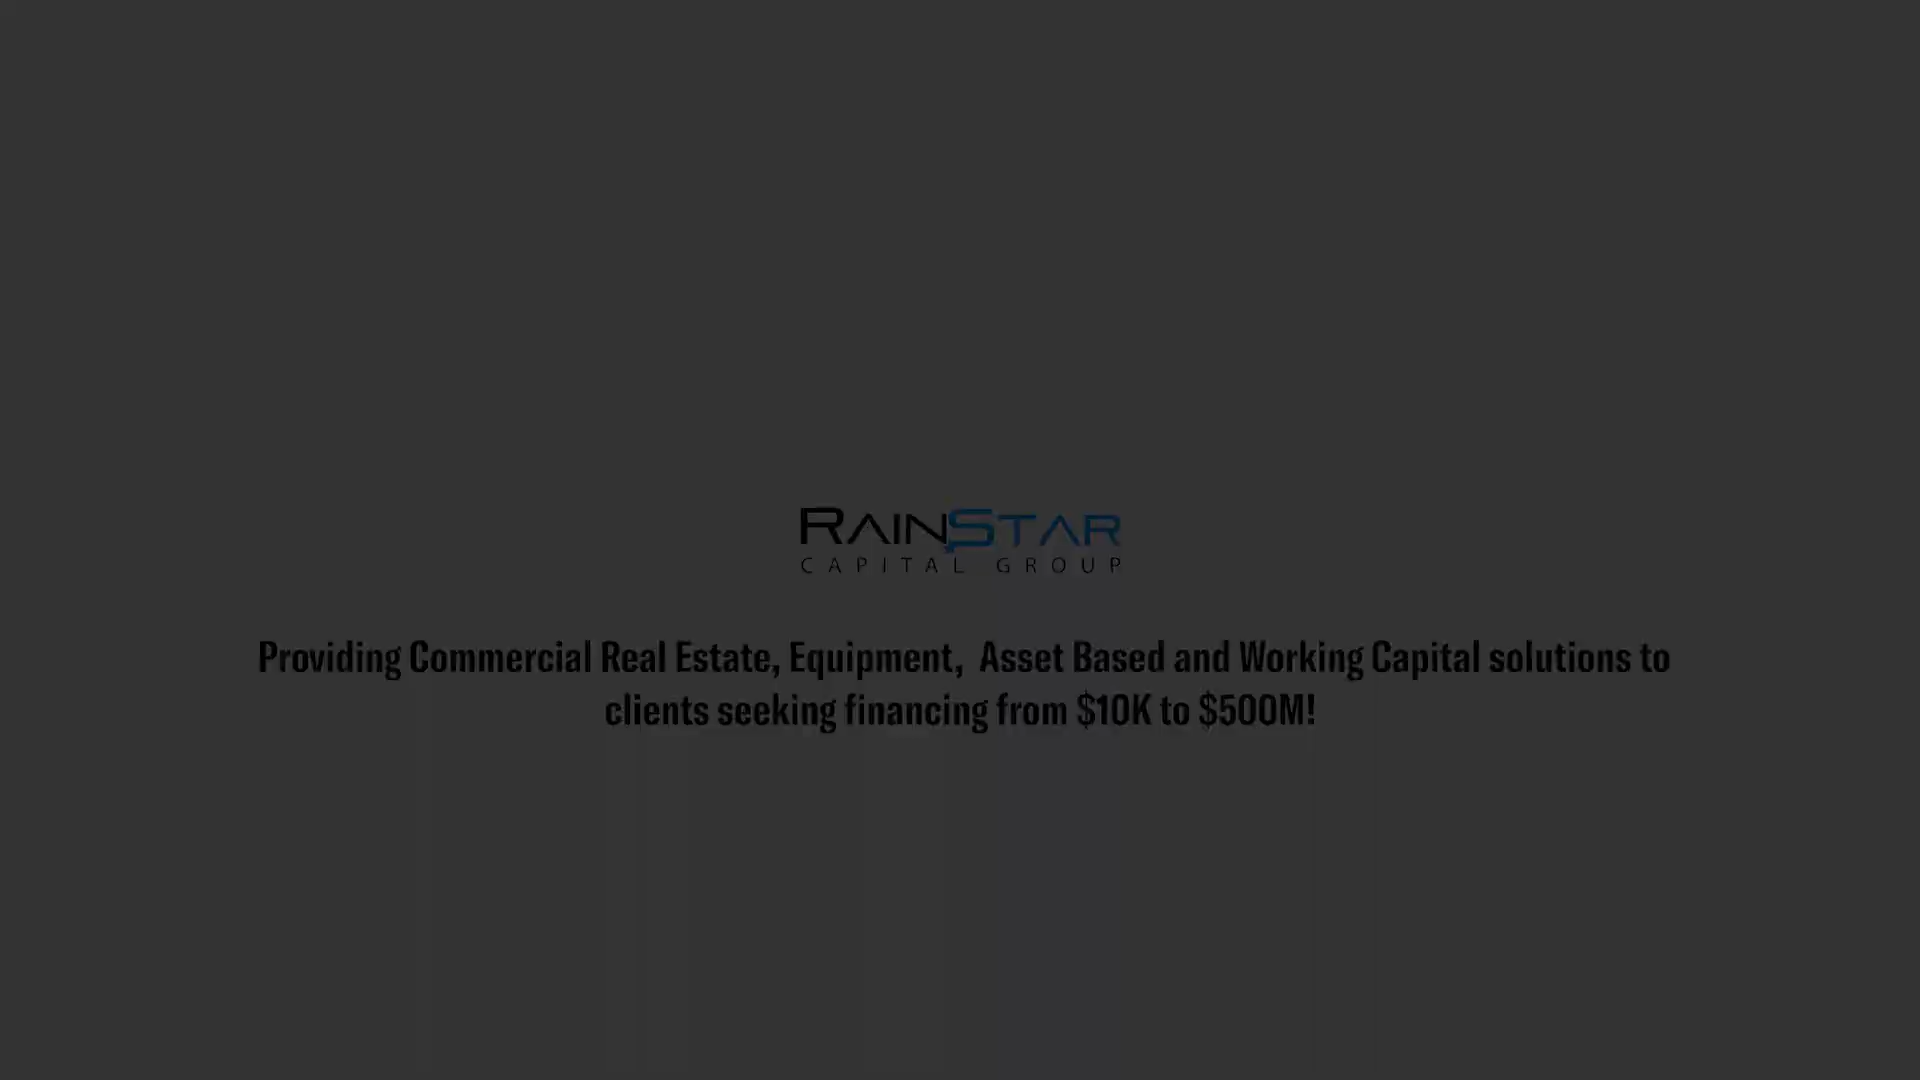 RAINSTAR
CAPITAL GROUP
Providing Commercial Real Estate, Equipment,  Asset Based and Working Capital solutions to
clients seeking financing from $10K to $500M!